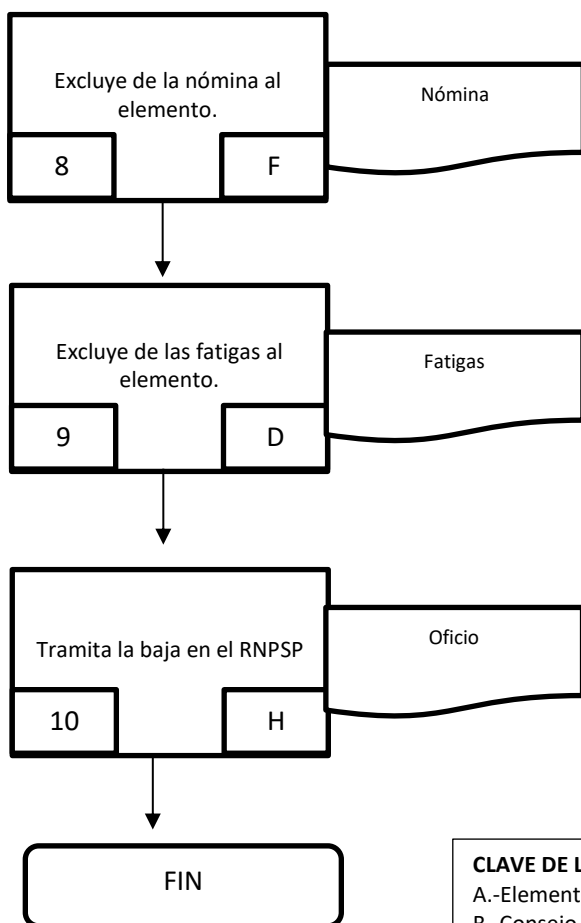 Excluye de la nómina al
elemento.
Nómina
8
F
Excluye de las fatigas al
elemento.
Fatigas
9
D
Tramita la baja en el RNPSP
Oficio
10
H
FIN
CLAVE DE
A.-Element
B.-Consejo